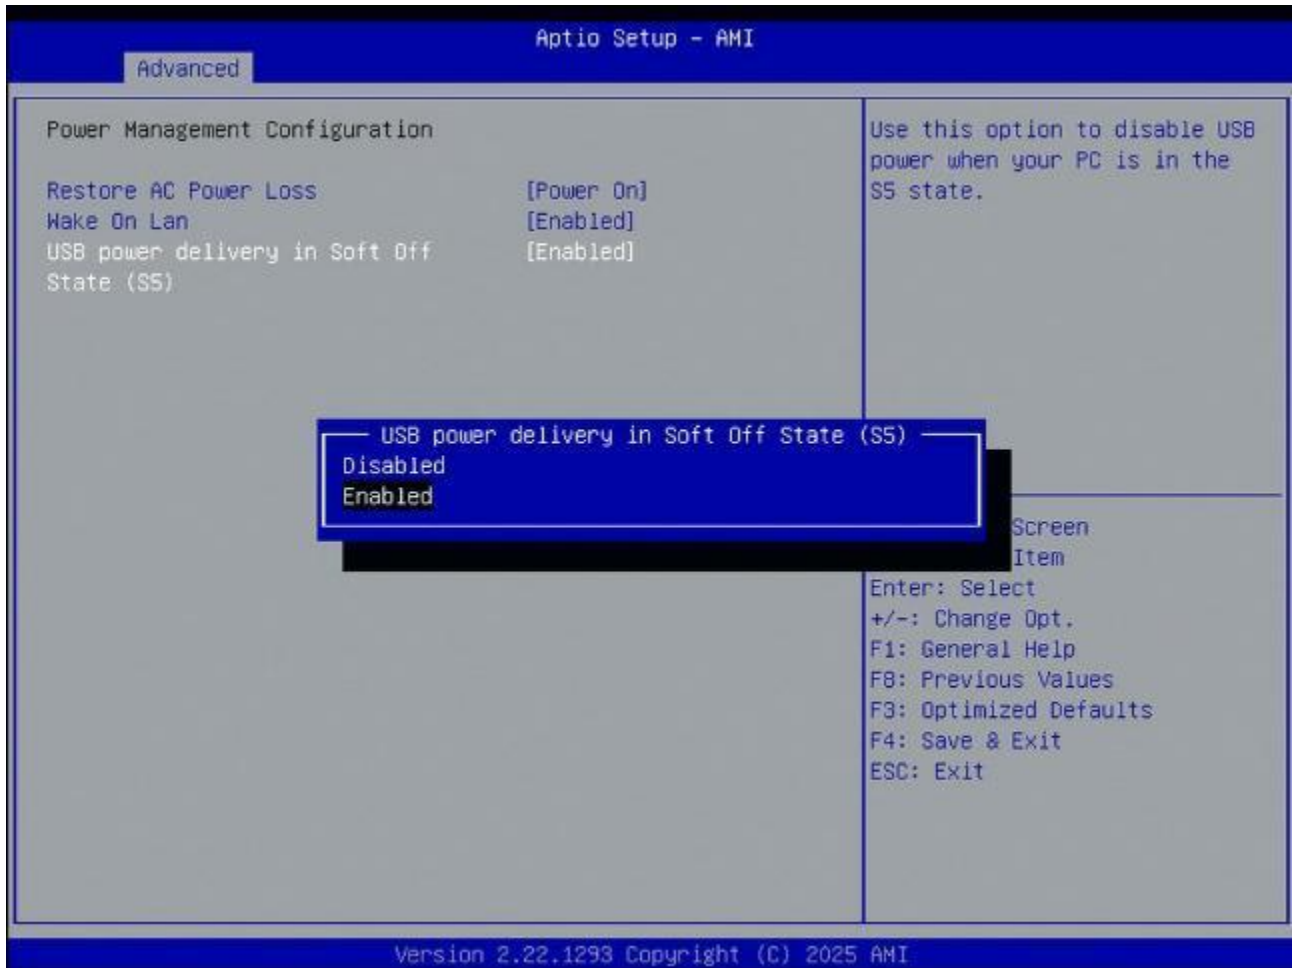 Aptio Setup - AMI
Advanced
Power Management Configuration
Restore AC Power Loss [Power On]
Wake On Lan [Enabled]
USB power delivery in Soft Off [Enabled]
State (S5)
Use this option to disable USB
power when your PC is in the
S5 state.
USB power delivery in Soft Off State (S5)
Disabled
Enabled
Screen
Item
Enter: Select
+/-: Change Opt.
F1: General Help
F8: Previous Values
F3: Optimized Defaults
F4: Save & Exit
ESC: Exit
Version 2.22.1293 Copyright (C) 2025 AMI